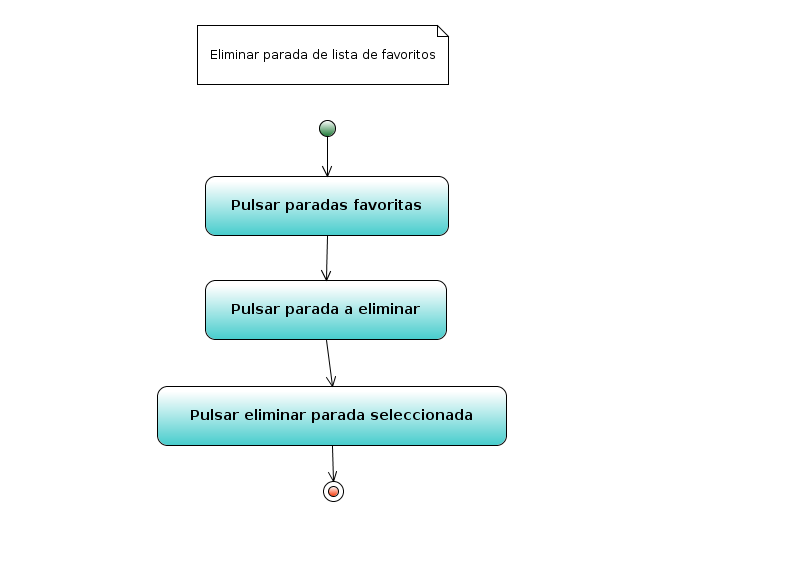 Eliminar parada de lista de favoritos
Pulsar paradas favoritas
Pulsar parada a eliminar
Pulsar eliminar parada seleccionada